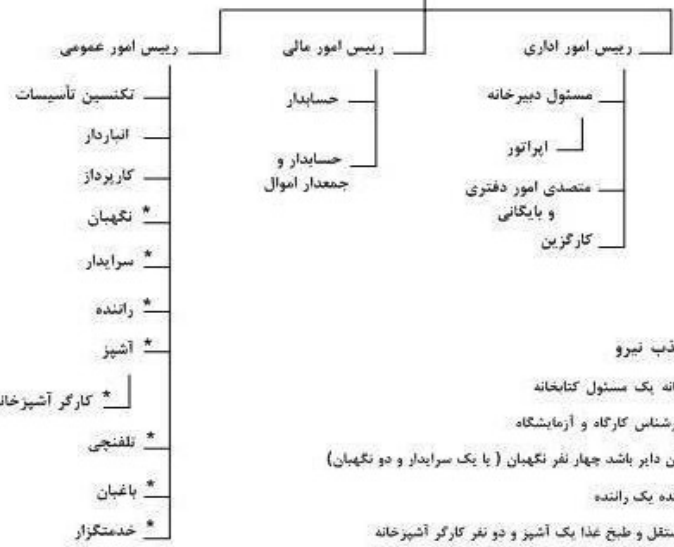 رییس امور اداری
مسئول دبیرخانه
اپراتور
متصدی امور دفتری
و بایگانی
کارگزین
رییس امور مالی
حسابدار
حسابدار و
جمعدار اموال
رییس امور عمومی
تکنسین تأسیسات
انباردار
کارپرداز
* نگهبان
* سرایدار
* راننده
* آشپز
* کارگر آشپزخانه
* تلفنچی
* باغبان
* خدمتگزار
نیرو
یک مسئول کتابخانه
کارگاه و آزمایشگاه
دایر باشد چهار نفر نگهبان ( یا یک سرایدار و دو نگهبان)
یک راننده
و طبخ غذا یک آشپز و دو نفر کارگر آشپزخانه